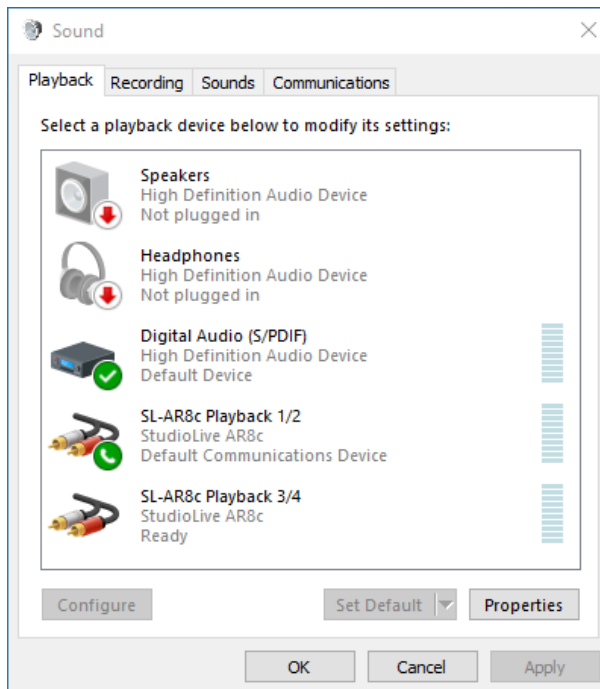 Sound
Playback Recording Sounds Communications
Select a playback device below to modify its settings:
Speakers
High Definition Audio Device
Not plugged in
Headphones
High Definition Audio Device
Not plugged in
Digital Audio (S/PDIF)
High Definition Audio Device
Default Device
SL-AR8c Playback 1/2
StudioLive AR8c
Default Communications Device
SL-AR8c Playback 3/4
StudioLive AR8c
Ready
Configure Set Default Properties
OK Cancel Apply